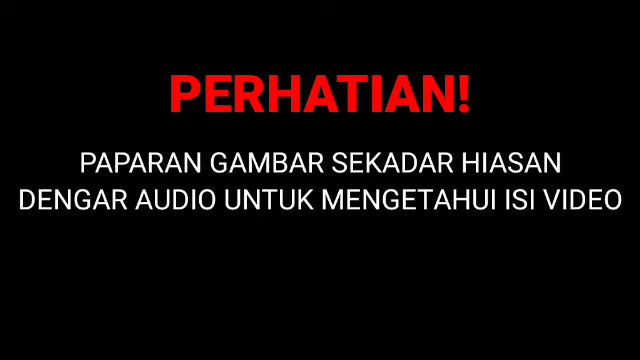 PERHATIAN!
PAPARAN GAMBAR SEKADAR HIASAN
DENGAR AUDIO UNTUK MENGETAHUI ISI VIDEO